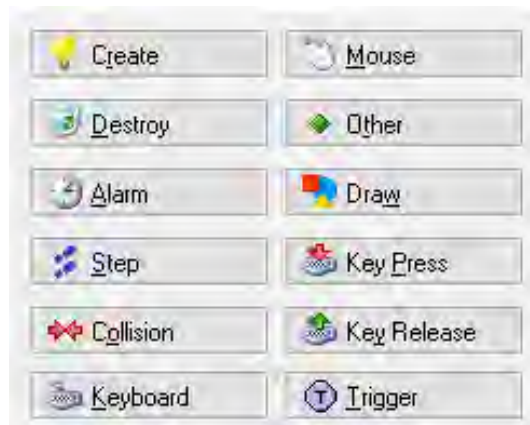 Create
Mouse
Destroy
Other
Alarm
Draw
Step
Key Press
Collision
Key Release
Keyboard
T Trigger